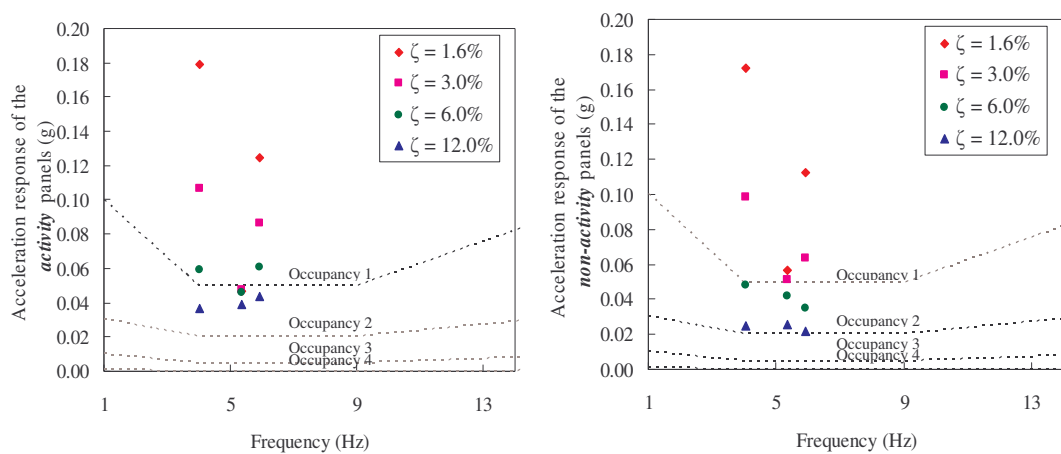 Acceleration response of the
activity panels (g)
0.20
0.18
0.16
0.14
0.12
0.10
0.08
0.06
0.04
0.02
0.00
ζ = 1.6%
ζ = 3.0%
ζ = 6.0%
ζ = 12.0%
Occupancy 1
Occupancy 2
Occupancy 3
Occupancy 4
1
5
9
13
Frequency (Hz)
Acceleration response of the
non-activity panels (g)
0.20
0.18
0.16
0.14
0.12
0.10
0.08
0.06
0.04
0.02
0.00
ζ = 1.6%
ζ = 3.0%
ζ = 6.0%
ζ = 12.0%
Occupancy 1
Occupancy 2
Occupancy 3
Occupancy 4
1
5
9
13
Frequency (Hz)